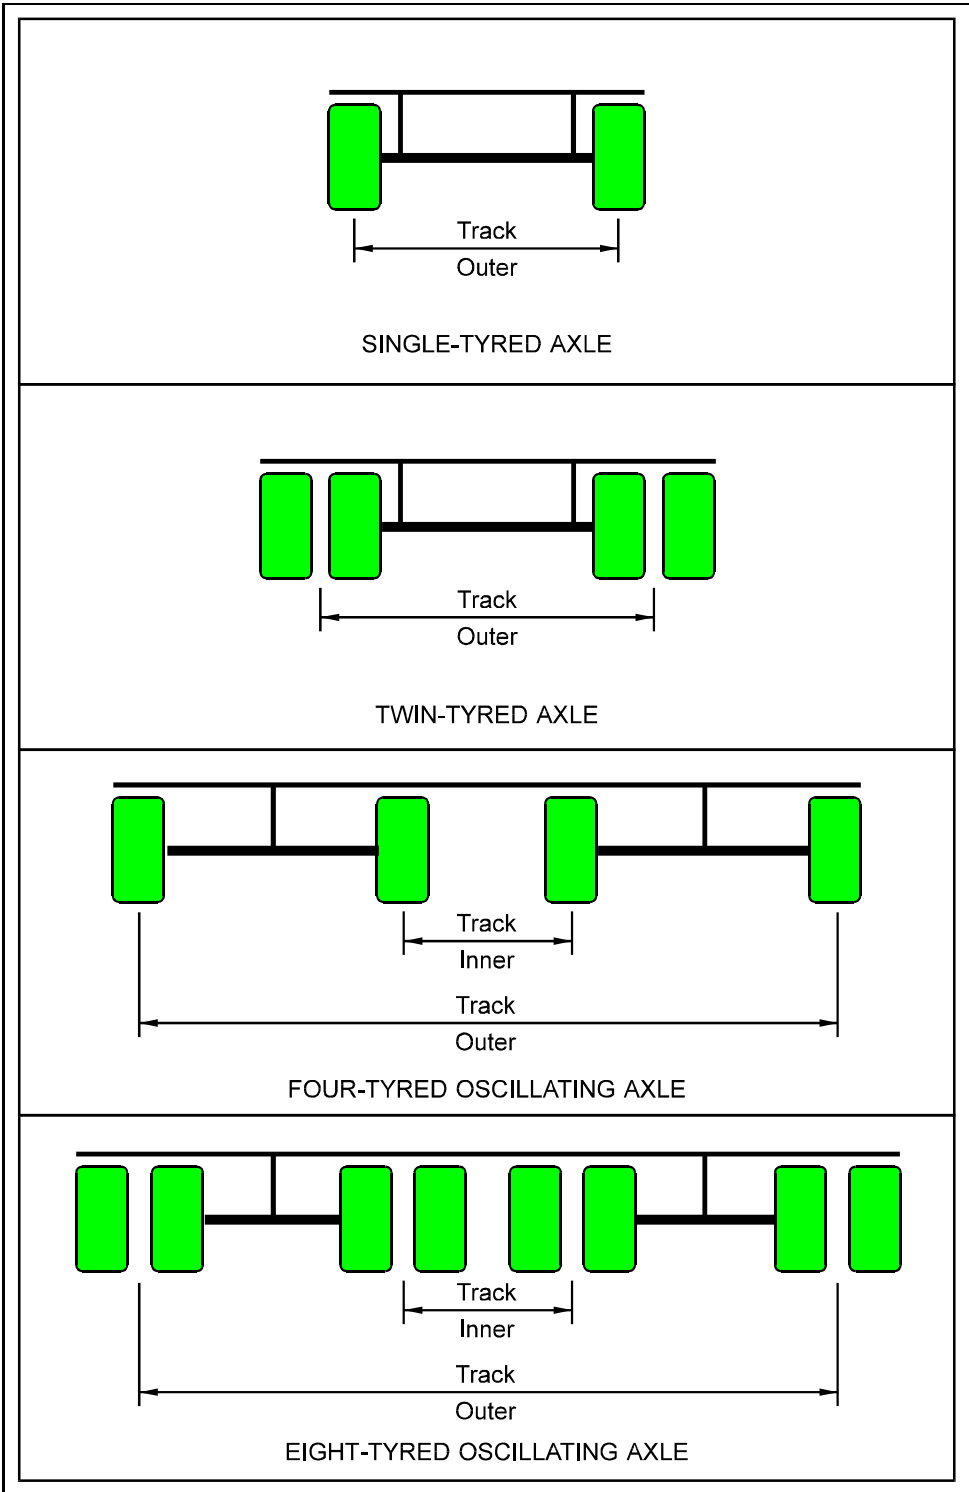 Track
Outer
SINGLE-TYRED AXLE
Track
Outer
TWIN-TYRED AXLE
Track
Inner
Track
Outer
FOUR-TYRED OSCILLATING AXLE
Track
Inner
Track
Outer
EIGHT-TYRED OSCILLATING AXLE